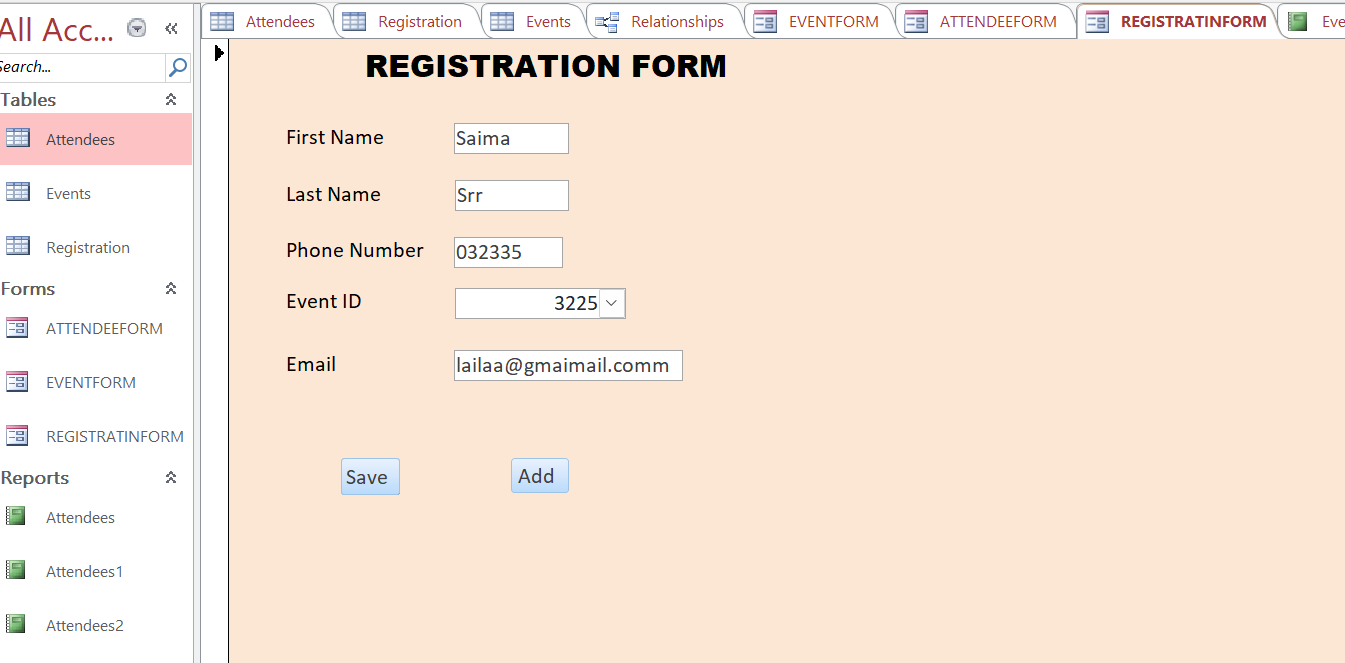 All Acc...
Search...
Tables
Attendees
Events
Registration
Forms
ATTENDEEFORM
EVENTFORM
REGISTRATINFORM
Reports
Attendees
Attendees1
Attendees2
Attendees Registration Events Relationships EVENTFORM ATTENDEEFORM REGISTRATINFORM Eve
REGISTRATION FORM
First Name Saima
Last Name Srr
Phone Number 032335
Event ID 3225
Email lailaa@gmaimail.comm
Save Add